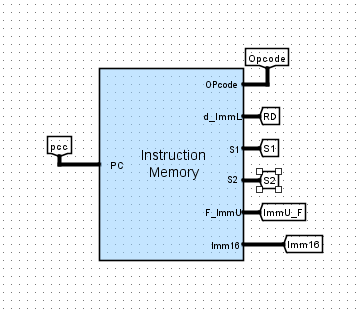 Opcode
OPcode
d_ImmL RD
pcc
S1 S1
PC
Instruction
Memory
S2 S2
F_ImmU ImmU_F
Imm16 Imm16